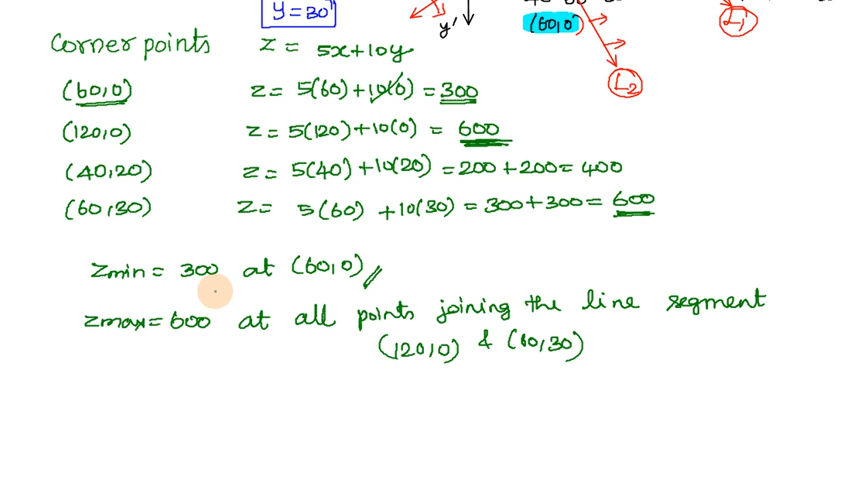 y = 30
y'
(60,0)
L1
L2
Corner points z = 5x+10y
(60,0) z = 5(60)+10(0) = 300
(120,0) z = 5(120)+10(0) = 600
(40,20) z = 5(40)+10(20) = 200+200 = 400
(60,30) z = 5(60) +10(30) = 300+300 = 600
Zmin = 300 at (60,0)
Zmax = 600 at all points joining the line segment
(120,0) & (60,30)